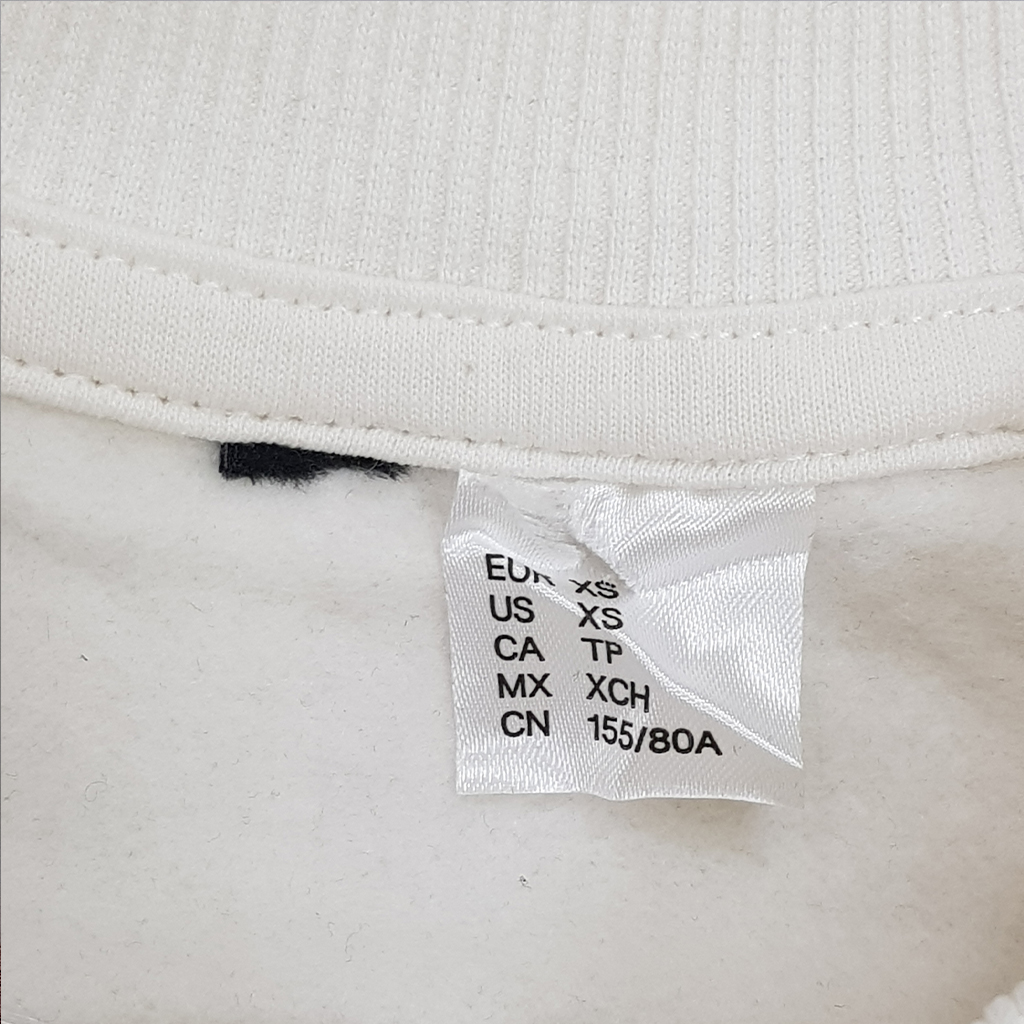 EUR XS
US XS
CA TP
MX XCH
CN 155/80A